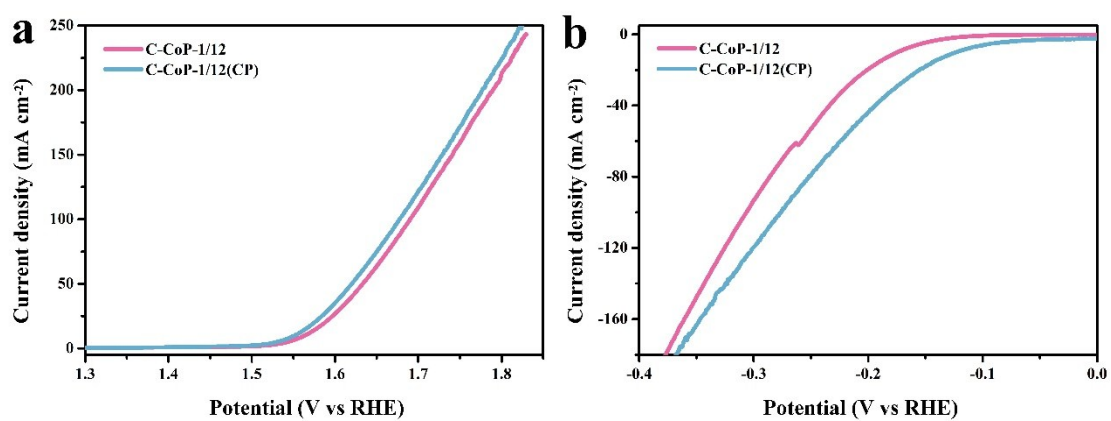 a
C-CoP-1/12
C-CoP-1/12(CP)
Current density (mA cm⁻²)
250
200
150
100
50
0
1.3 1.4 1.5 1.6 1.7 1.8
Potential (V vs RHE)
b
C-CoP-1/12
C-CoP-1/12(CP)
Current density (mA cm⁻²)
0
-40
-80
-120
-160
-0.4 -0.3 -0.2 -0.1 0.0
Potential (V vs RHE)